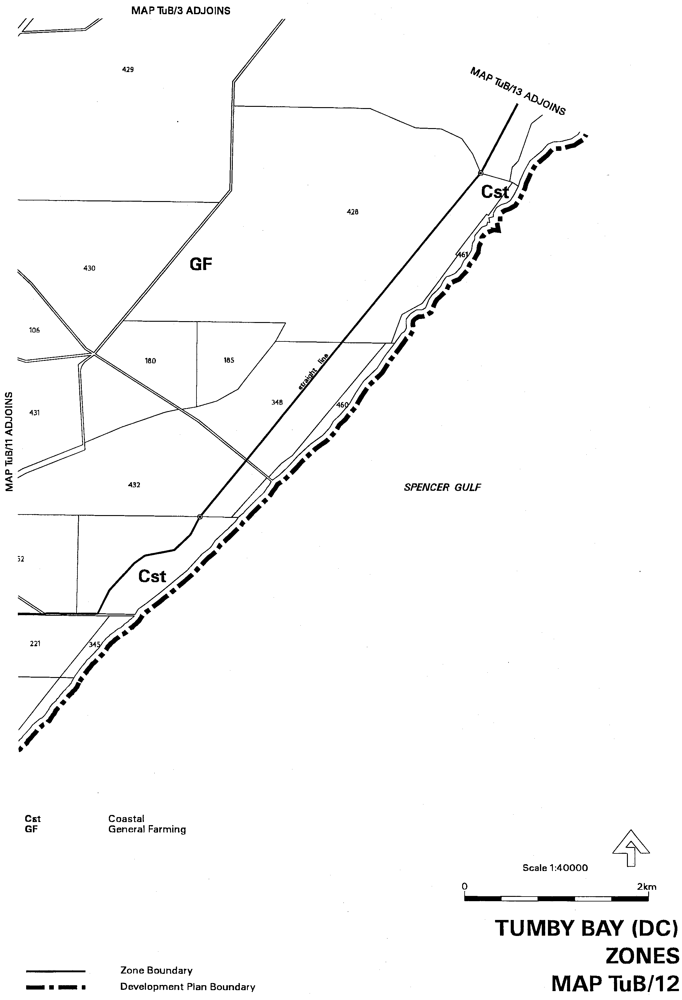 MAP TuB/3 ADJOINS
MAP TuB/13 ADJOINS
429
Cst
428
461
GF
430
106
180
185
straight line
348
460
431
MAP TuB/11 ADJOINS
432
SPENCER GULF
52
Cst
221
345
Cst Coastal
GF General Farming
Scale 1:40000
0 2km
TUMBY BAY (DC)
ZONES
MAP TuB/12
Zone Boundary
Development Plan Boundary